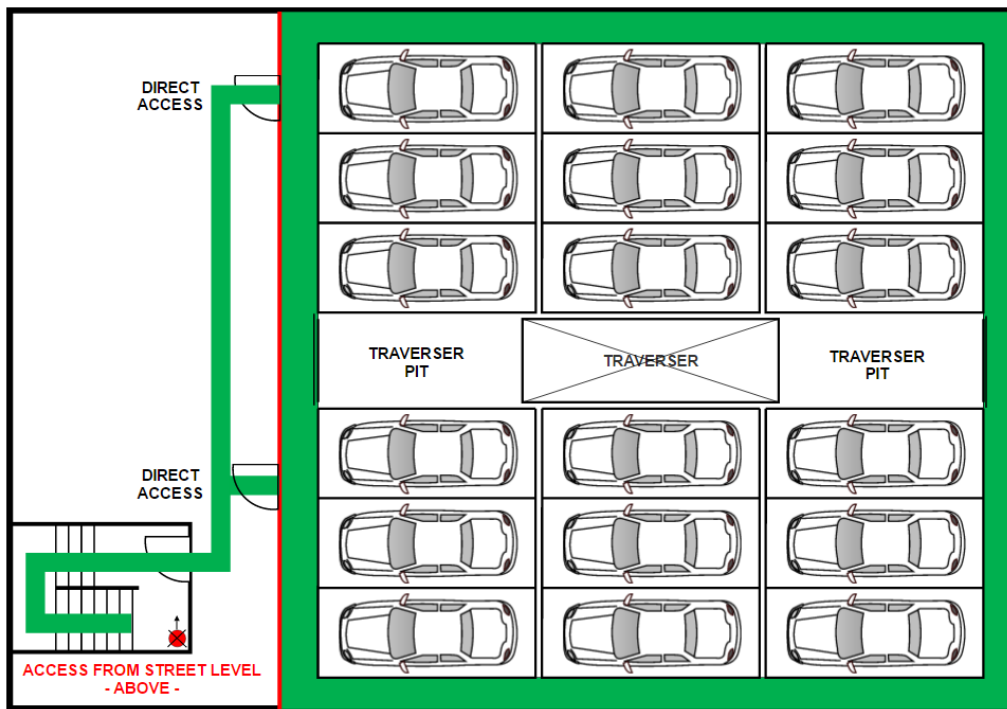 DIRECT
ACCESS
TRAVERSER
PIT
TRAVERSER
TRAVERSER
PIT
DIRECT
ACCESS
ACCESS FROM STREET LEVEL
- ABOVE -